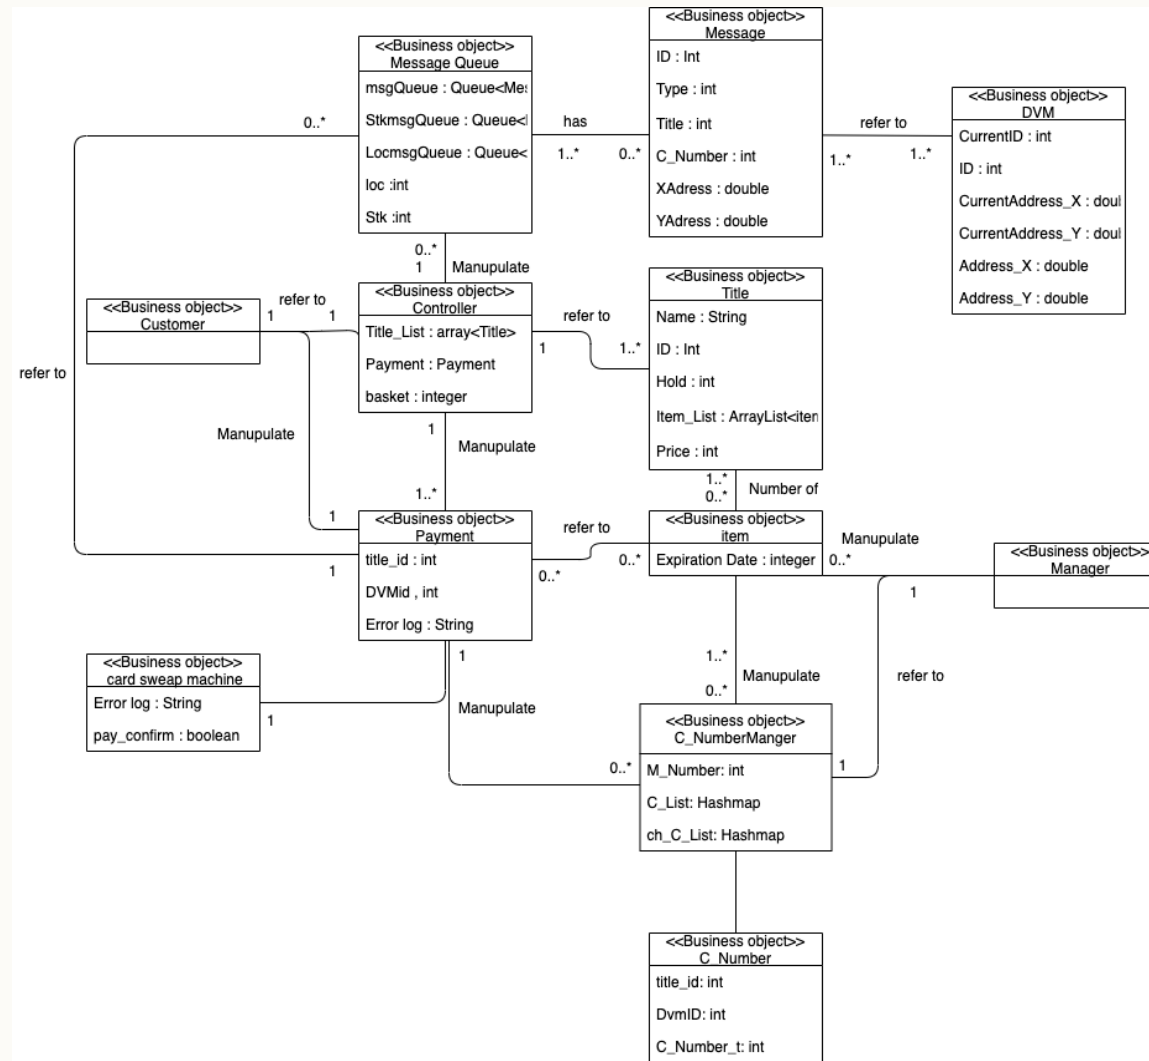 <<Business object>>
Message Queue
msgQueue : Queue<Me
StkmsgQueue : Queue<
LocmsgQueue : Queue<
loc :int
Stk :int
<<Business object>>
Message
ID : Int
Type : int
Title : int
C_Number : int
XAdress : double
YAdress : double
<<Business object>>
DVM
CurrentID : int
ID : int
CurrentAddress_X : doul
CurrentAddress_Y : doul
Address_X : double
Address_Y : double
0..*
has
1..*
0..*
refer to
1..*
1..*
0..*
1
Manupulate
<<Business object>>
Customer
1
refer to
1
<<Business object>>
Controller
Title_List : array<Title>
Payment : Payment
basket : integer
refer to
1
1..*
<<Business object>>
Title
Name : String
ID : Int
Hold : int
Item_List : ArrayList<iten
Price : int
refer to
Manupulate
1
Manupulate
1..*
1..*
0..*
Number of
1
1
<<Business object>>
Payment
title_id : int
DVMid , int
Error log : String
refer to
0..*
0..*
<<Business object>>
item
Expiration Date : integer
Manupulate
0..*
1
<<Business object>>
Manager
<<Business object>>
card sweap machine
Error log : String
pay_confirm : boolean
1
1
Manupulate
0..*
1..*
Manupulate
0..*
refer to
1
<<Business object>>
C_NumberManger
M_Number: int
C_List: Hashmap
ch_C_List: Hashmap
<<Business object>>
C_Number
title_id: int
DvmID: int
C_Number_t: int